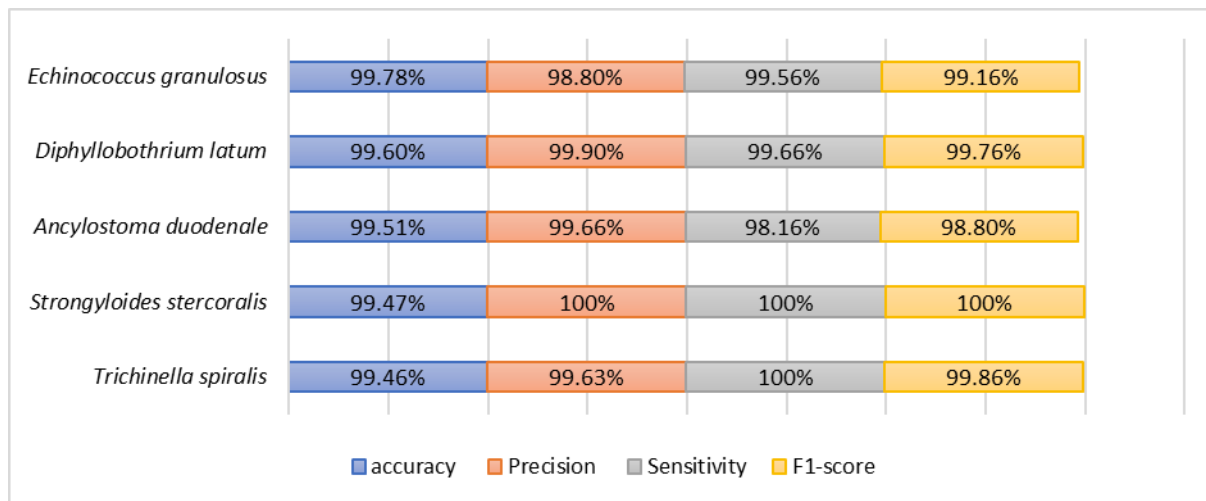 Echinococcus granulosus 99.78% 98.80% 99.56% 99.16%
Diphyllobothrium latum 99.60% 99.90% 99.66% 99.76%
Ancylostoma duodenale 99.51% 99.66% 98.16% 98.80%
Strongyloides stercoralis 99.47% 100% 100% 100%
Trichinella spiralis 99.46% 99.63% 100% 99.86%
accuracy Precision Sensitivity F1-score